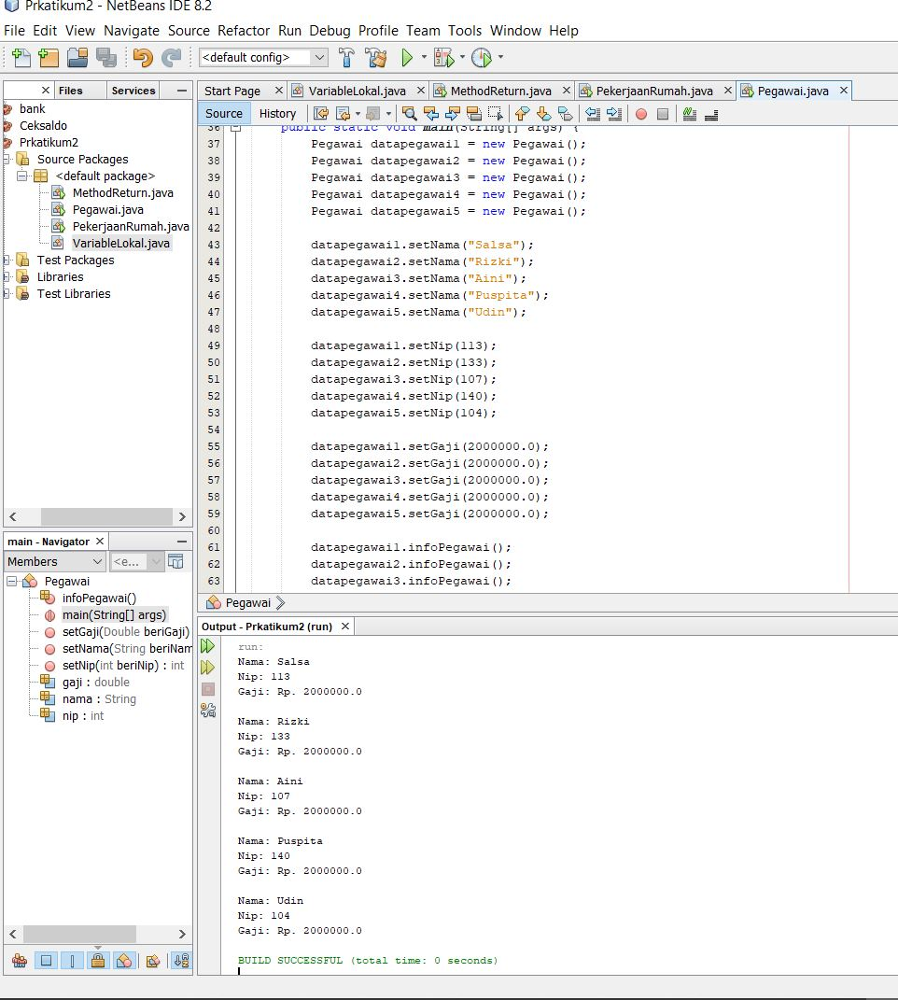 Prkatikum2 - NetBeans IDE 8.2
File Edit View Navigate Source Refactor Run Debug Profile Team Tools Window Help
<default config>
Files Services
bank
Ceksaldo
Prkatikum2
Source Packages
<default package>
MethodReturn.java
Pegawai.java
PekerjaanRumah.java
VariableLokal.java
Test Packages
Libraries
Test Libraries
Start Page VariableLokal.java MethodReturn.java PekerjaanRumah.java Pegawai.java
Source History
36 public static void main(String[] args) {
37 Pegawai datapegawai1 = new Pegawai();
38 Pegawai datapegawai2 = new Pegawai();
39 Pegawai datapegawai3 = new Pegawai();
40 Pegawai datapegawai4 = new Pegawai();
41 Pegawai datapegawai5 = new Pegawai();
42
43 datapegawai1.setNama("Salsa");
44 datapegawai2.setNama("Rizki");
45 datapegawai3.setNama("Aini");
46 datapegawai4.setNama("Puspita");
47 datapegawai5.setNama("Udin");
48
49 datapegawai1.setNip(113);
50 datapegawai2.setNip(133);
51 datapegawai3.setNip(107);
52 datapegawai4.setNip(140);
53 datapegawai5.setNip(104);
54
55 datapegawai1.setGaji(2000000.0);
56 datapegawai2.setGaji(2000000.0);
57 datapegawai3.setGaji(2000000.0);
58 datapegawai4.setGaji(2000000.0);
59 datapegawai5.setGaji(2000000.0);
60
61 datapegawai1.infoPegawai();
62 datapegawai2.infoPegawai();
63 datapegawai3.infoPegawai();
Pegawai
main - Navigator
Members <e...
Pegawai
infoPegawai()
main(String[] args)
setGaji(Double beriGaji)
setNama(String beriNam
setNip(int beriNip) : int
gaji : double
nama : String
nip : int
Output - Prkatikum2 (run)
run:
Nama: Salsa
Nip: 113
Gaji: Rp. 2000000.0
Nama: Rizki
Nip: 133
Gaji: Rp. 2000000.0
Nama: Aini
Nip: 107
Gaji: Rp. 2000000.0
Nama: Puspita
Nip: 140
Gaji: Rp. 2000000.0
Nama: Udin
Nip: 104
Gaji: Rp. 2000000.0
BUILD SUCCESSFUL (total time: 0 seconds)